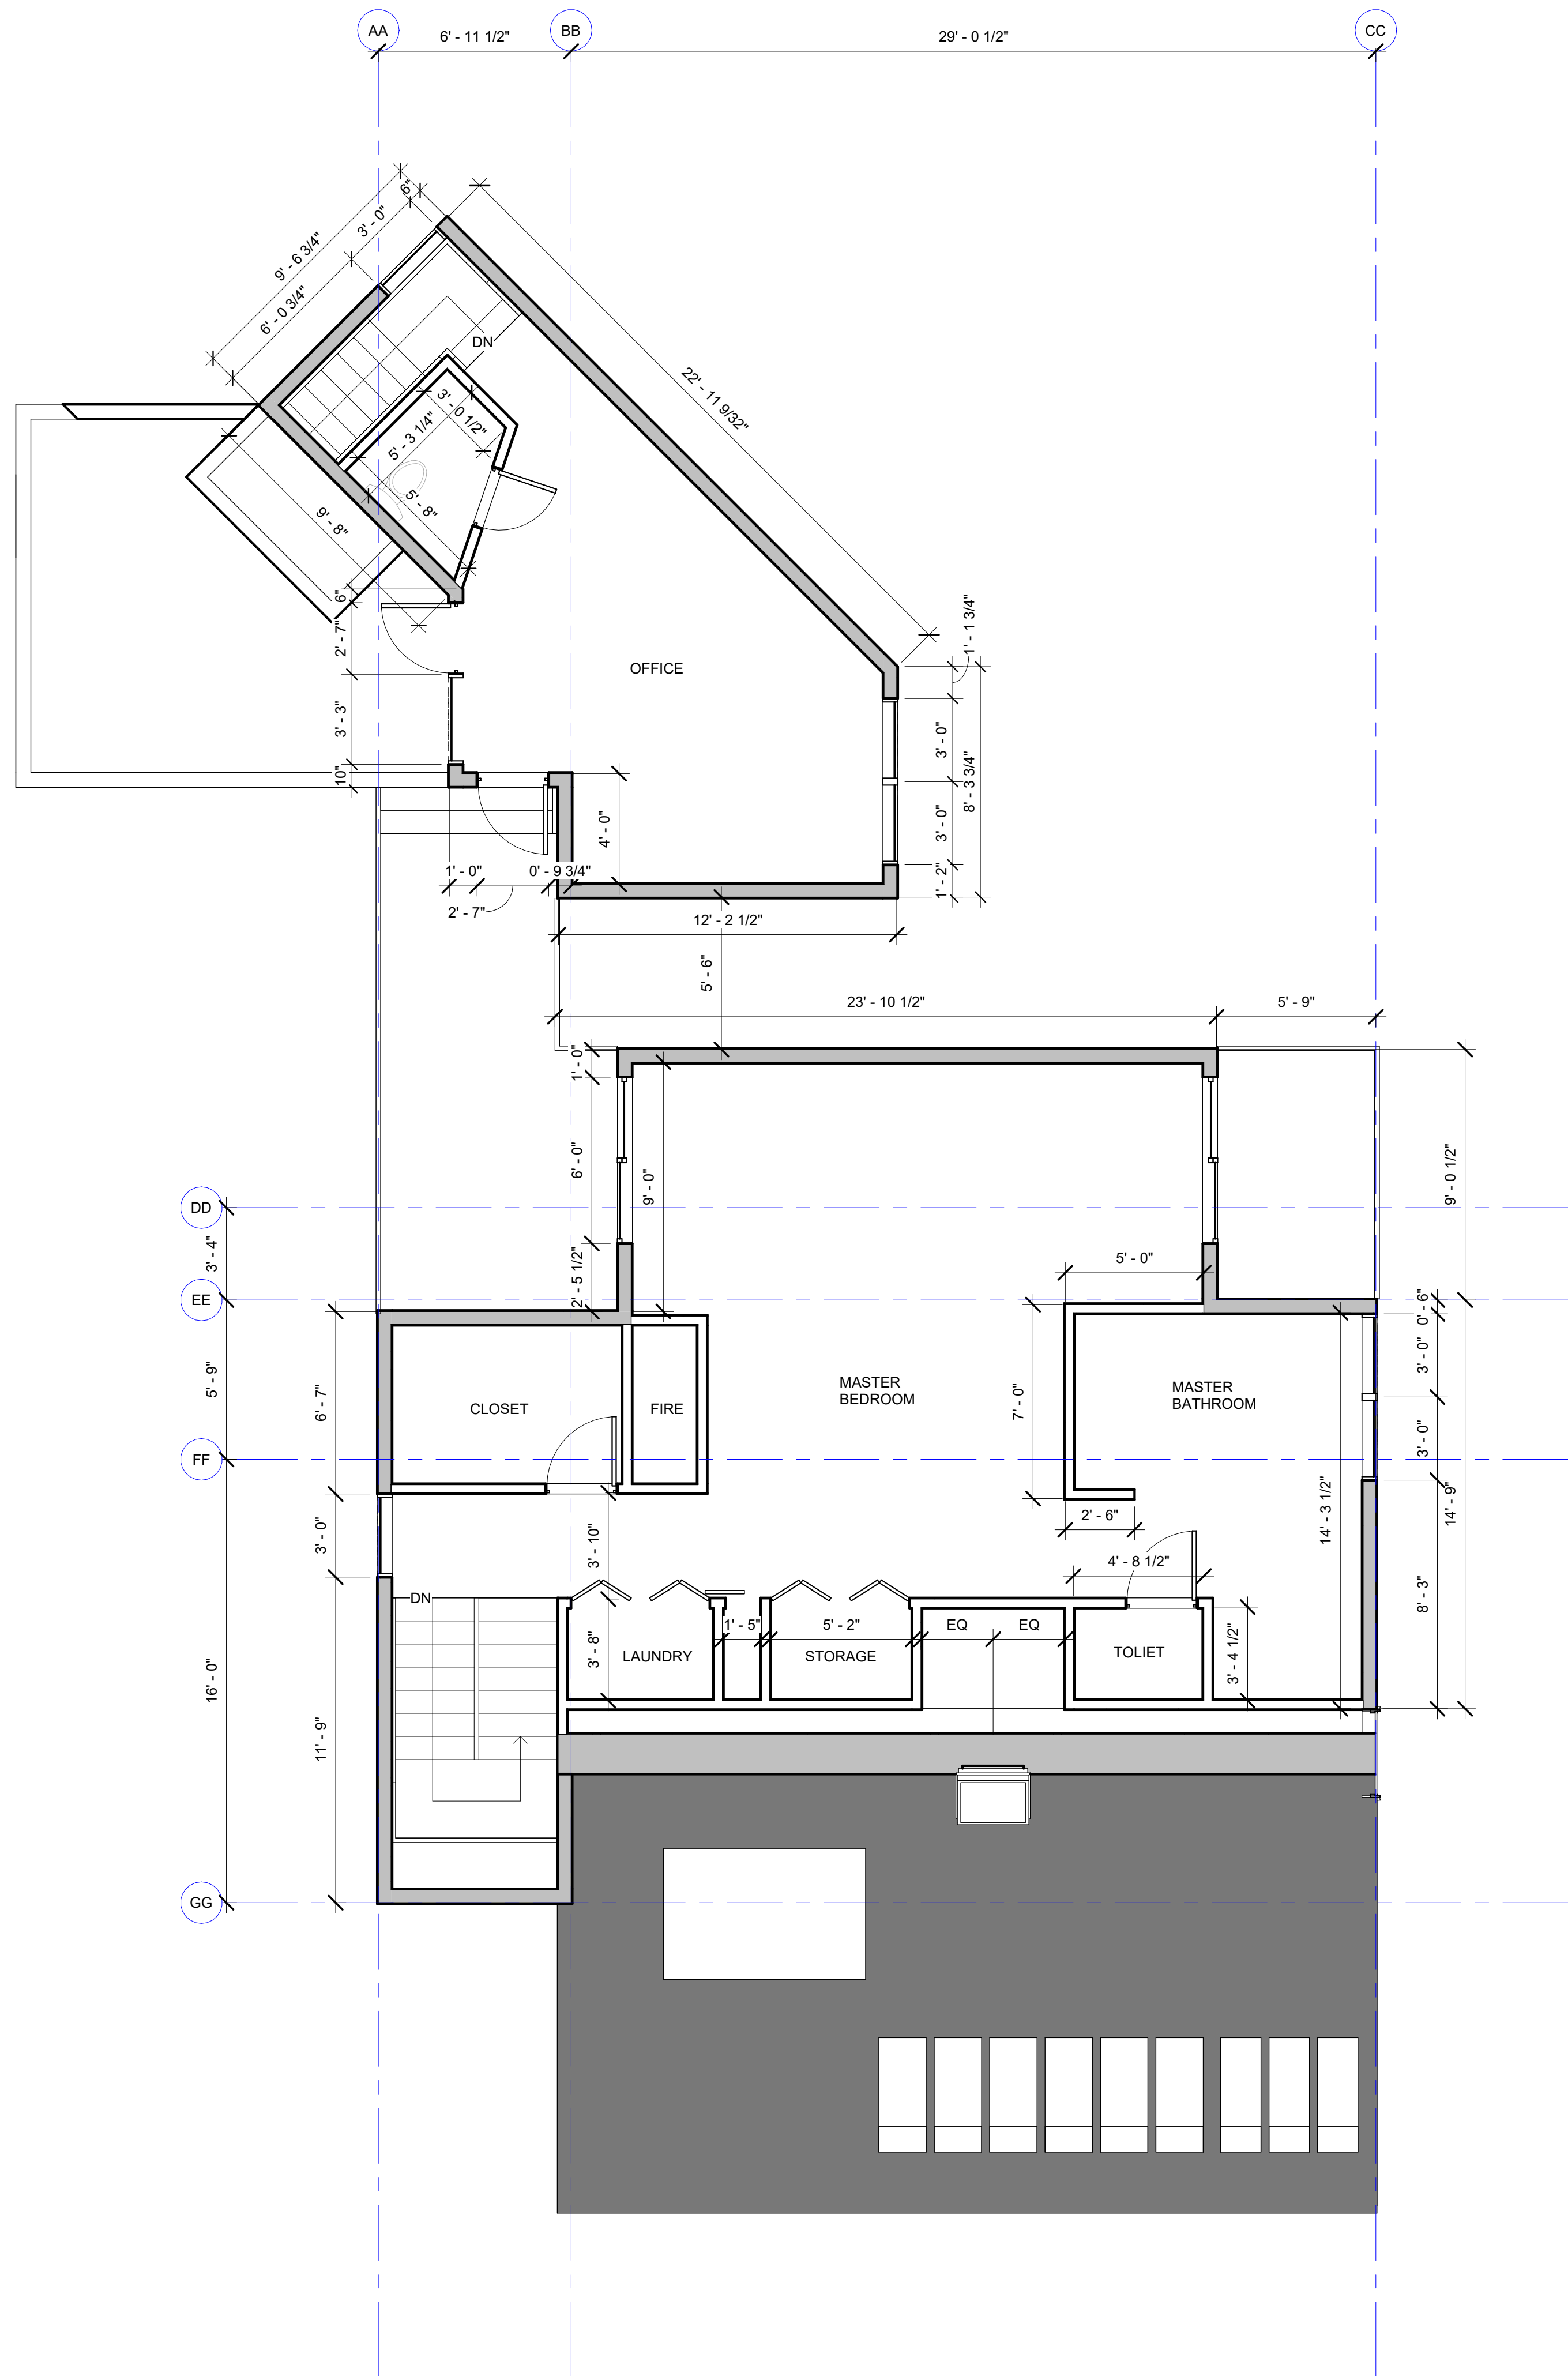 AA
6' - 11 1/2"
BB
29' - 0 1/2"
CC
6"
3' - 0"
9' - 6 3/4"
6' - 0 3/4"
DN
3' - 0 1/2"
5' - 3 1/4"
5' - 8"
9' - 8"
22' - 11 9/32"
6"
2' - 7"
3' - 3"
10"
OFFICE
1' - 1 3/4"
3' - 0"
8' - 3 3/4"
3' - 0"
1' - 2"
4' - 0"
1' - 0"
0' - 9 3/4"
2' - 7"
12' - 2 1/2"
5' - 6"
23' - 10 1/2"
5' - 9"
1' - 0"
6' - 0"
9' - 0"
2' - 5 1/2"
9' - 0 1/2"
DD
3' - 4"
EE
5' - 9"
FF
16' - 0"
GG
5' - 0"
0' - 6"
3' - 0"
3' - 0"
14' - 9"
8' - 3"
6' - 7"
3' - 0"
11' - 9"
CLOSET
FIRE
MASTER
BEDROOM
7' - 0"
MASTER
BATHROOM
14' - 3 1/2"
2' - 6"
3' - 10"
4' - 8 1/2"
DN
3' - 8"
LAUNDRY
1' - 5"
5' - 2"
STORAGE
EQ
EQ
TOLIET
3' - 4 1/2"